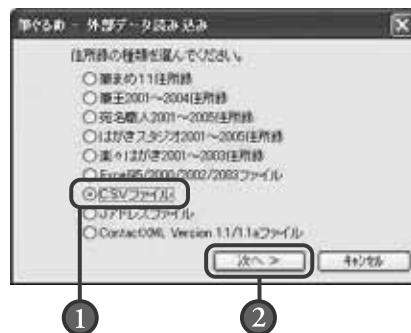 筆ぐるめ - 外部データ読み込み
住所録の種類を選んでください。
筆まめ11住所録
筆王2001～2004住所録
宛名職人2001～2005住所録
はがきスタジオ2001～2005住所録
楽々はがき2001～2003住所録
Excel95/2000/2002/2003ファイル
CSVファイル
Jアドレスファイル
ContactXML Version 1.1/1.1aファイル
次へ > キャンセル
1 2